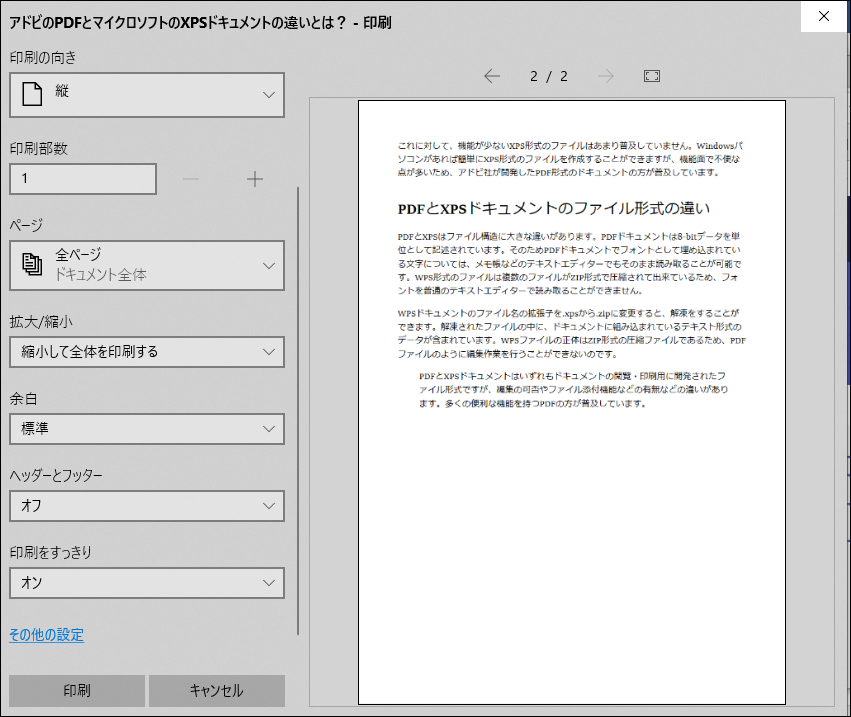 アドビのPDFとマイクロソフトのXPSドキュメントの違いとは？ - 印刷
印刷の向き
縦
印刷部数
1
ページ
全ページ
ドキュメント全体
拡大/縮小
縮小して全体を印刷する
余白
標準
ヘッダーとフッター
オフ
印刷をすっきり
オン
その他の設定
印刷
キャンセル
2 / 2
これに対して、機能が少ないXPS形式のファイルはあまり普及していません。Windowsパ
ソコンがあれば簡単にXPS形式のファイルを作成することができますが、機能面で不便な
点が多いため、アドビ社が開発したPDF形式のドキュメントの方が普及しています。
PDFとXPSドキュメントのファイル形式の違い
PDFとXPSはファイル構造に大きな違いがあります。PDFドキュメントは8-bitデータを単
位として記述されています。そのためPDFドキュメントでフォントとして埋め込まれてい
る文字については、メモ帳などのテキストエディターでもそのまま読み取ることが可能で
す。WPS形式のファイルは複数のファイルがZIP形式で圧縮されて出来ているため、フォ
ントを普通のテキストエディターで読み取ることができません。
WPSドキュメントのファイル名の拡張子を.xpsから.zipに変更すると、解凍をすることが
できます。解凍されたファイルの中に、ドキュメントに組み込まれているテキスト形式の
データが含まれています。WPSファイルの正体はZIP形式の圧縮ファイルであるため、PDF
ファイルのように編集作業を行うことができないのです。
PDFとXPSドキュメントはいずれもドキュメントの閲覧・印刷用に開発されたフ
ァイル形式ですが、編集の可否やファイル添付機能などの有無などの違いがあり
ます。多くの便利な機能を持つPDFの方が普及しています。